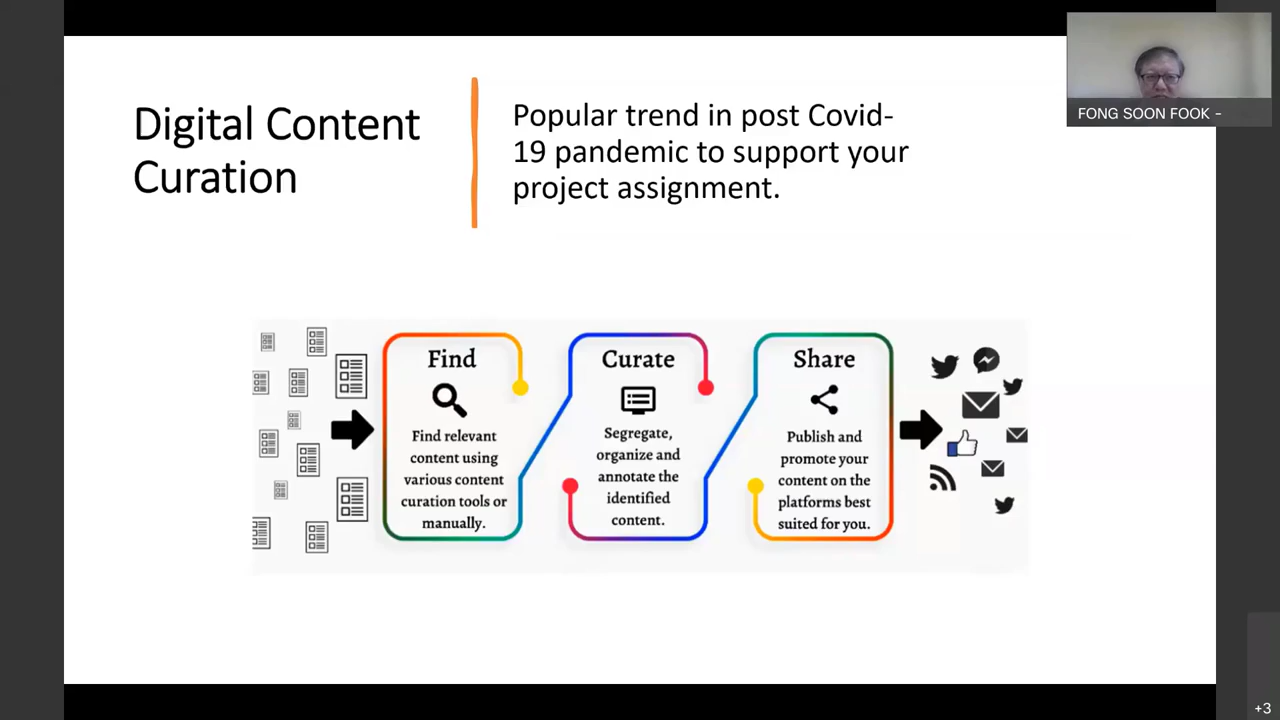 Digital Content
Curation
Popular trend in post Covid-
19 pandemic to support your
project assignment.
FONG SOON FOOK -
Find
Find relevant
content using
various content
curation tools or
manually.
Curate
Segregate,
organize and
annotate the
identified
content.
Share
Publish and
promote your
content on the
platforms best
suited for you.
+3